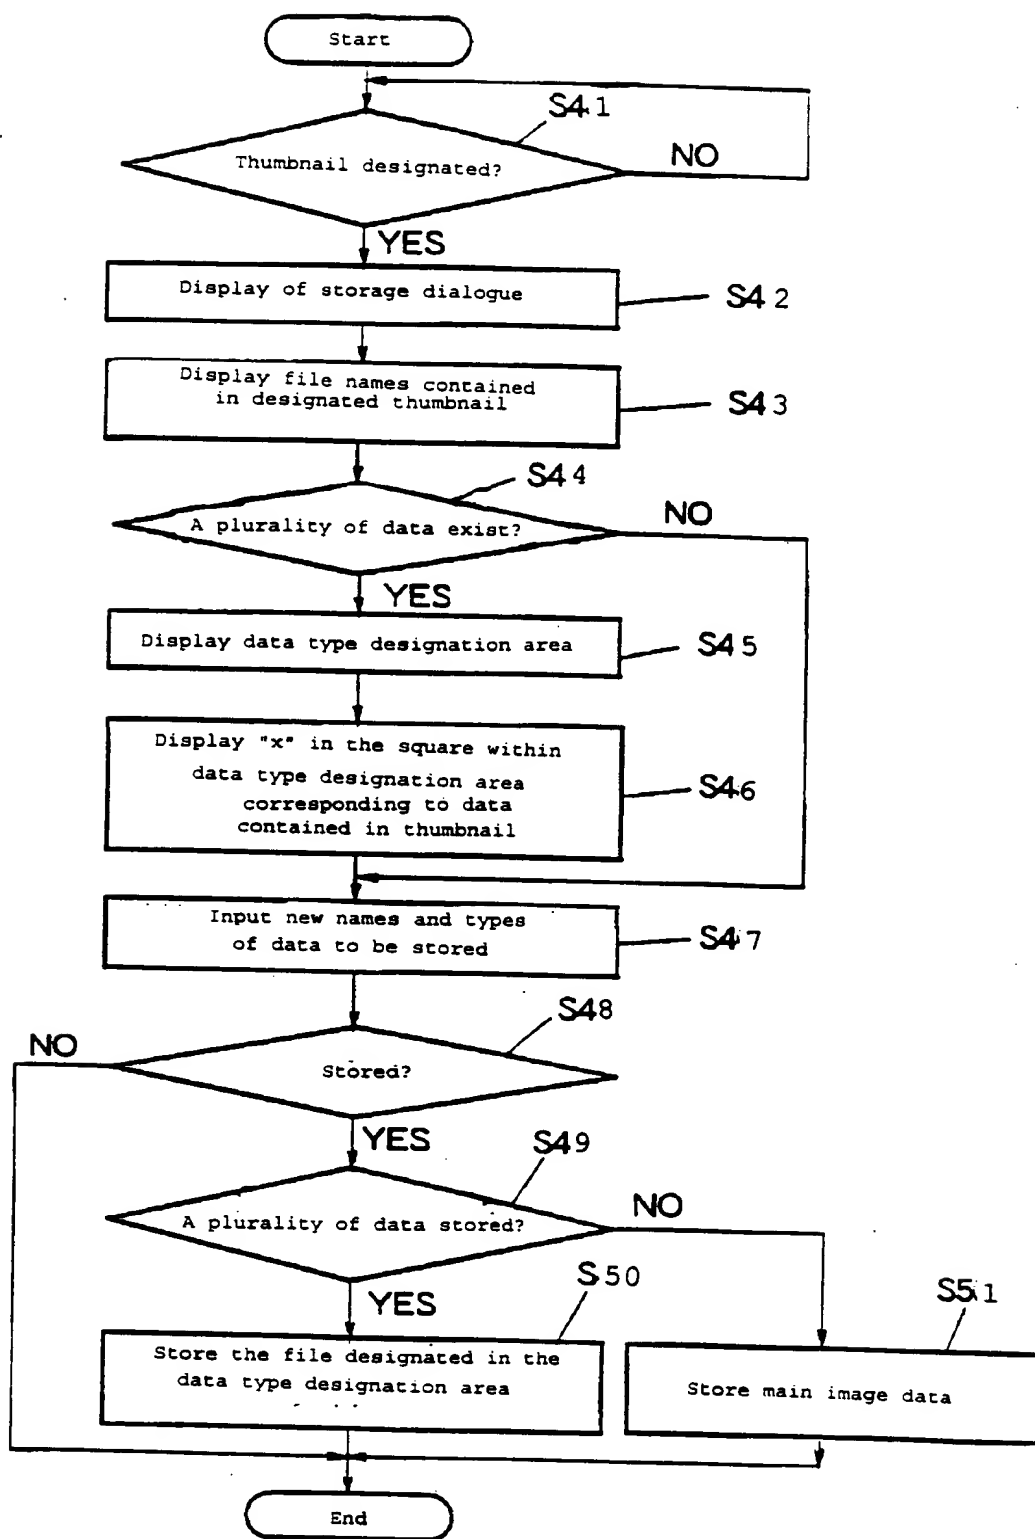 Start
S41
Thumbnail designated?
NO
YES
Display of storage dialogue
S42
Display file names contained
in designated thumbnail
S43
S44
A plurality of data exist?
NO
YES
Display data type designation area
S45
Display "x" in the square within
data type designation area
corresponding to data
contained in thumbnail
S46
Input new names and types
of data to be stored
S47
S48
NO
Stored?
YES
S49
A plurality of data stored?
NO
YES
S50
S51
Store the file designated in the
data type designation area
Store main image data
End